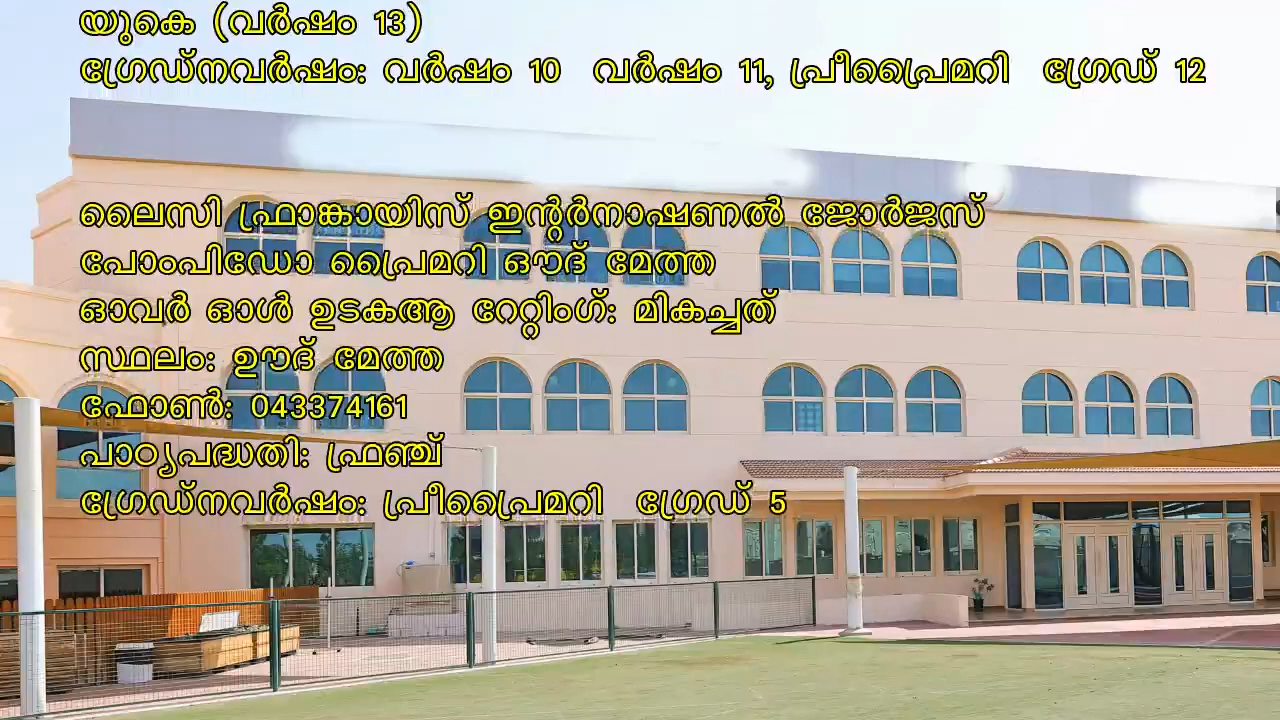 യുകെ (വർഷം 13)
ഗ്രേഡ്നവർഷം: വർഷം 10 വർഷം 11, പ്രീപ്രൈമറി ഗ്രേഡ് 12
ലൈസി ഫ്രാങ്കായിസ് ഇന്റർനാഷണൽ ജോർജസ്
പോംപിഡോ പ്രൈമറി ഔദ് മേത്ത
ഓവർ ഓൾ ഉടകആ റേറ്റിംഗ്: മികച്ചത്
സ്ഥലം: ഊദ് മേത്ത
ഫോൺ: 043374161
പാഠ്യപദ്ധതി: ഫ്രഞ്ച്
ഗ്രേഡ്നവർഷം: പ്രീപ്രൈമറി ഗ്രേഡ് 5